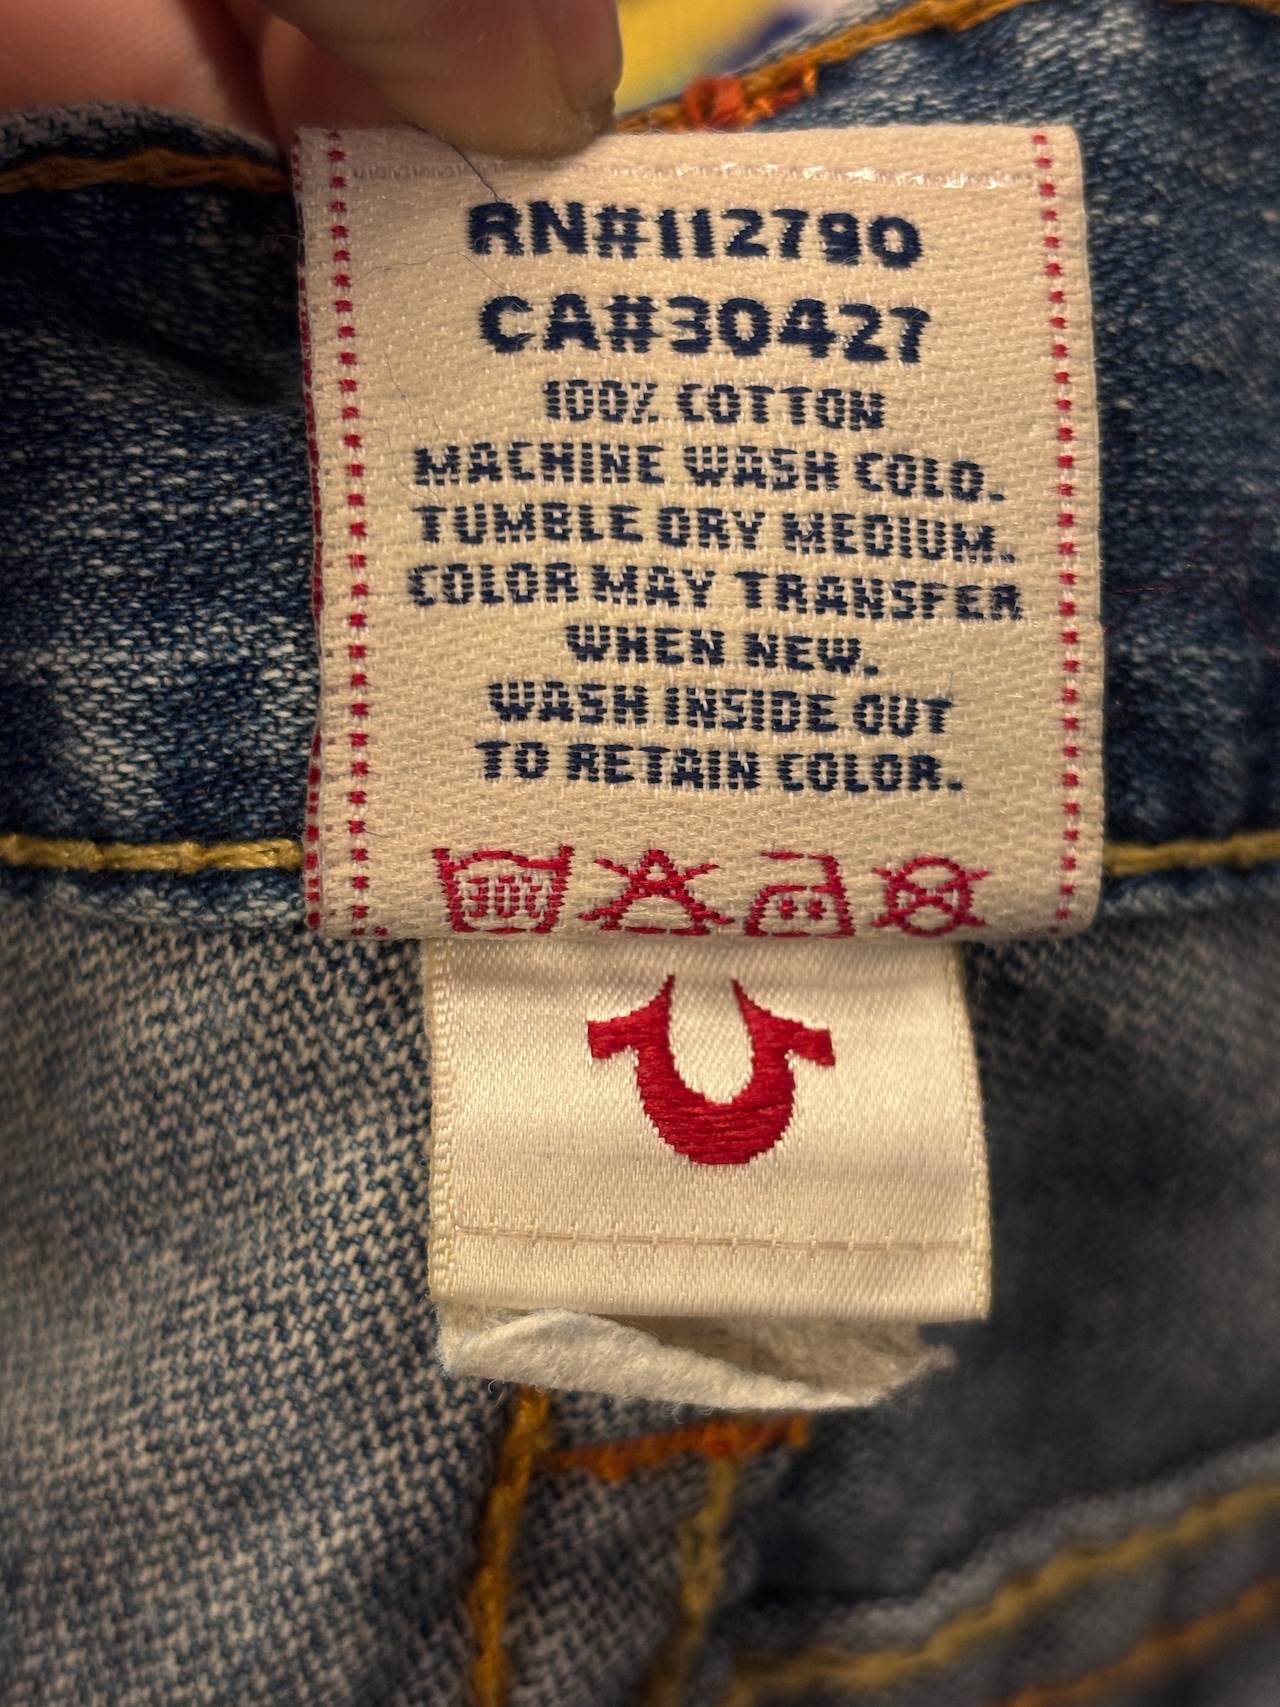 RN#112790
CA#30427
100% COTTON
MACHINE WASH COLD.
TUMBLE DRY MEDIUM.
COLOR MAY TRANSFER
WHEN NEW.
WASH INSIDE OUT
TO RETAIN COLOR.
30C